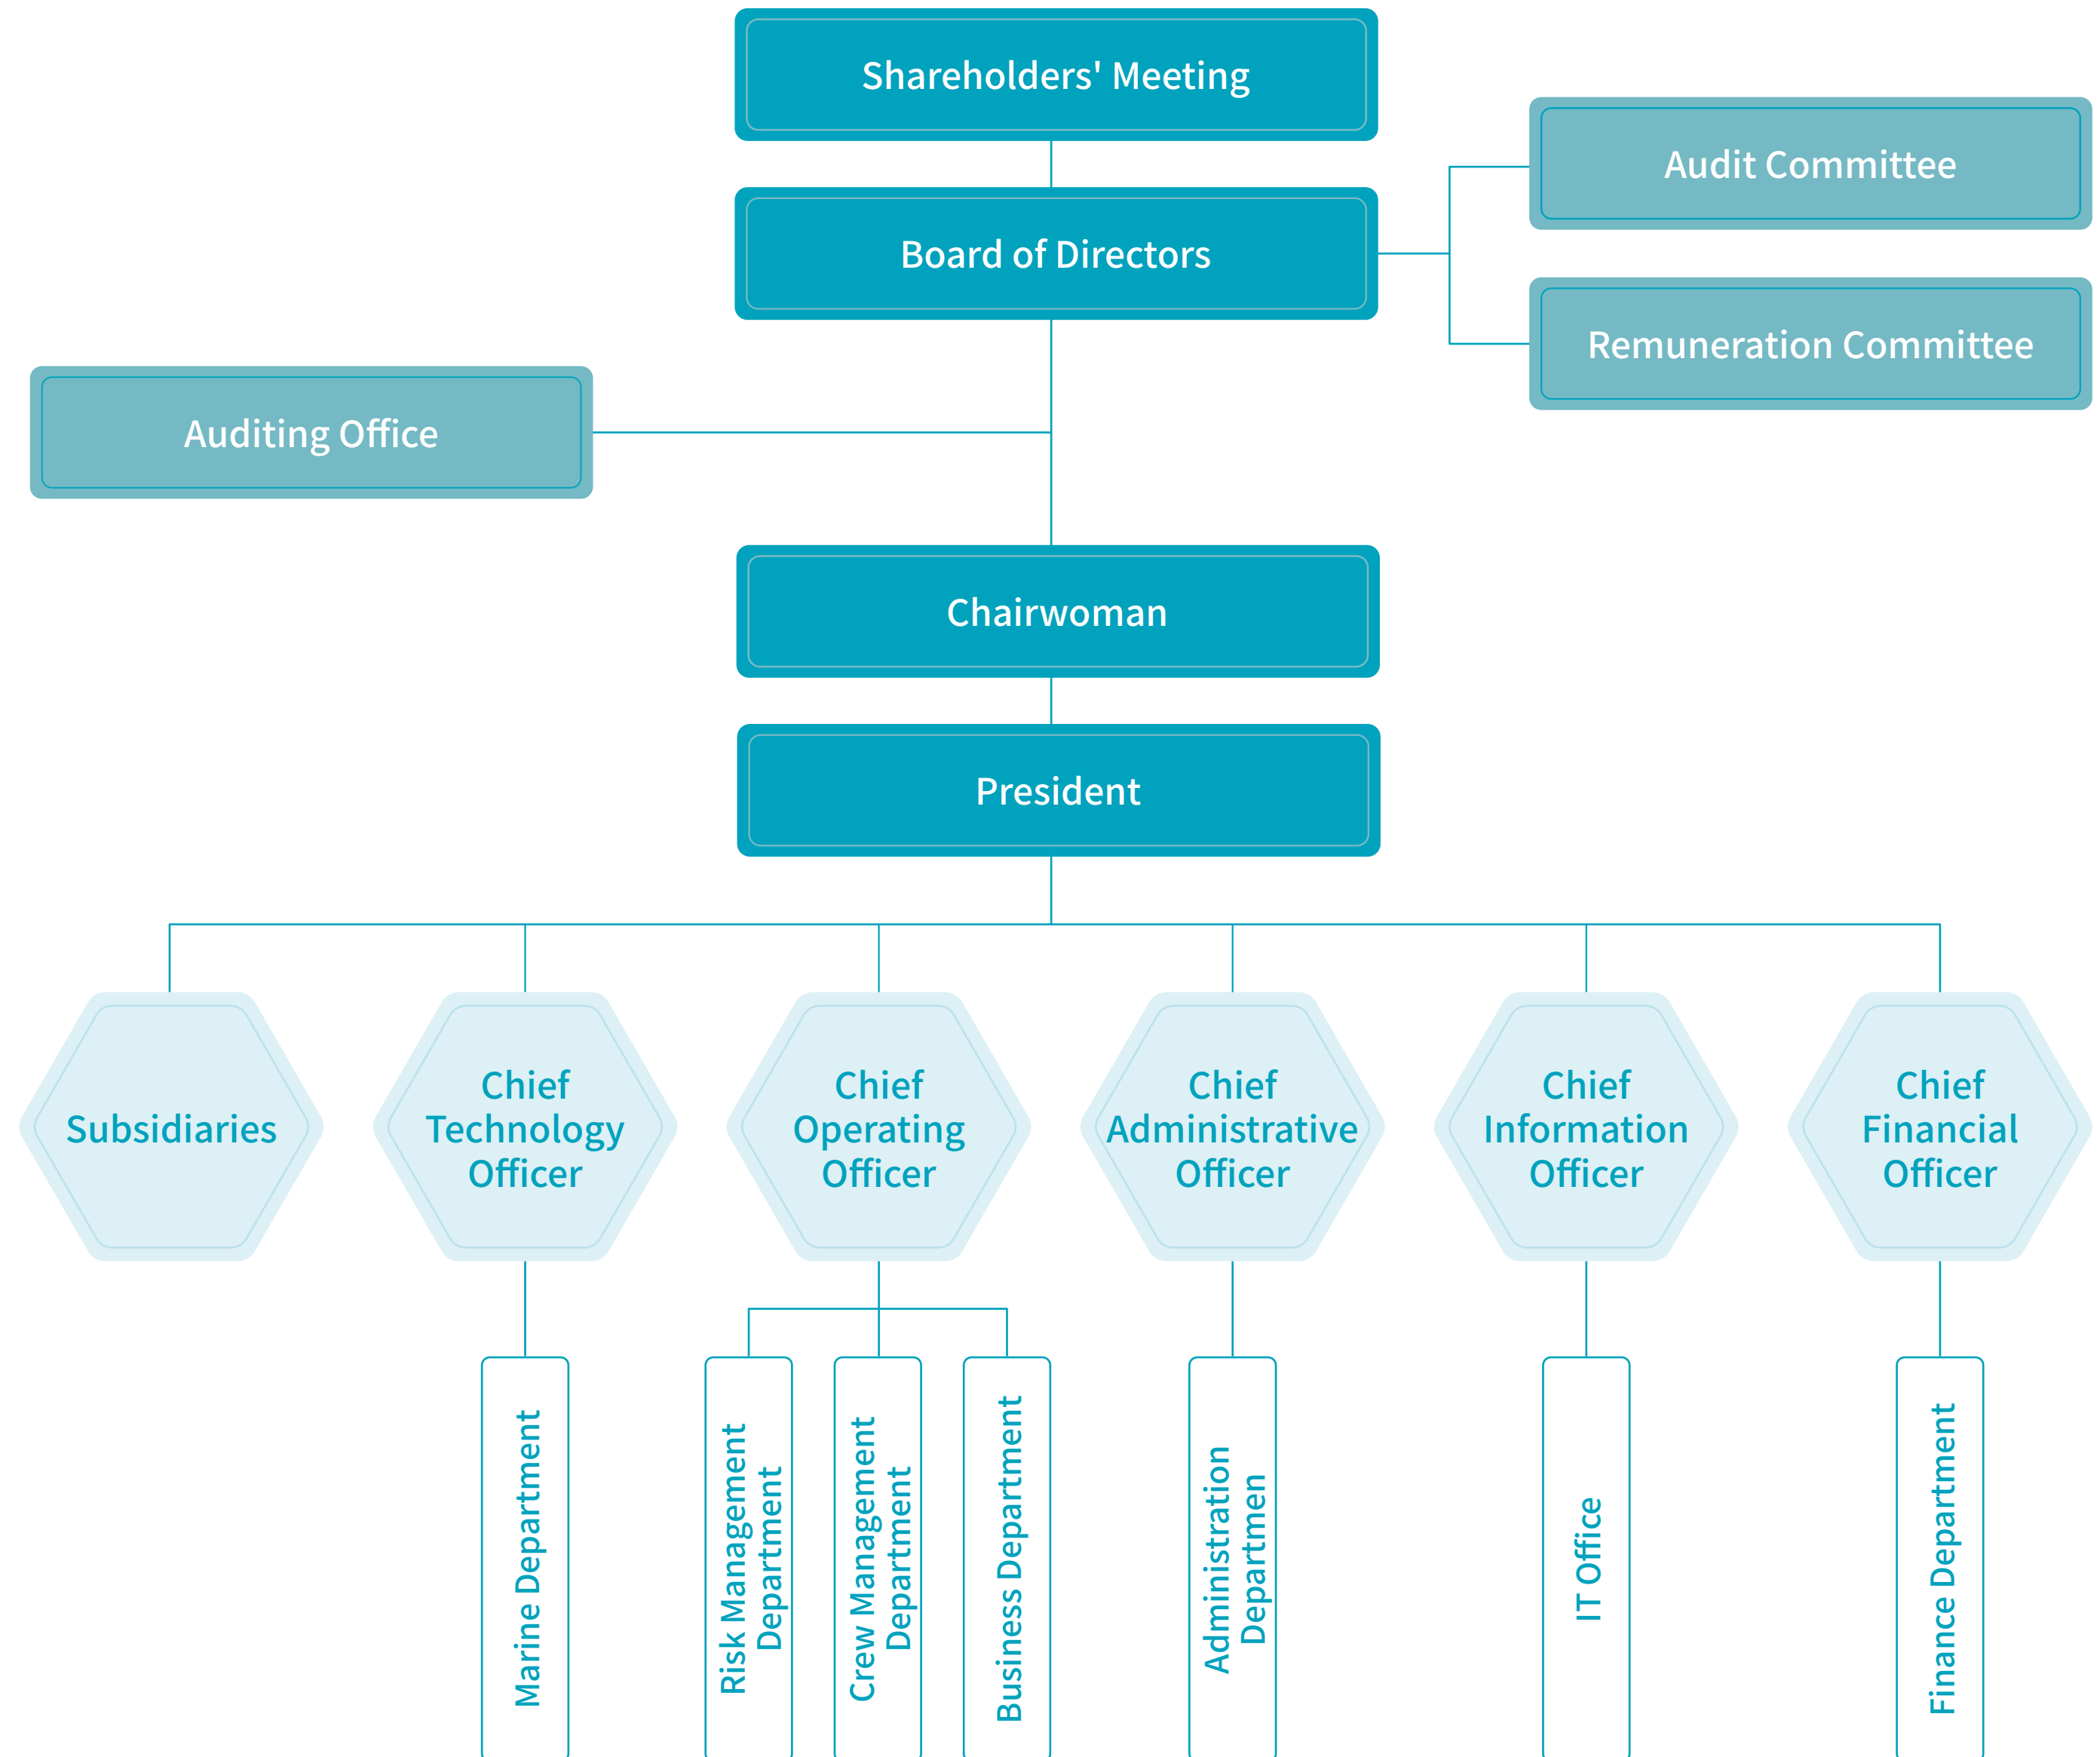 Shareholders' Meeting
Audit Committee
Board of Directors
Remuneration Committee
Auditing Office
Chairwoman
President
Subsidiaries
Chief
Technology
Officer
Chief
Operating
Officer
Chief
Administrative
Officer
Chief
Information
Officer
Chief
Financial
Officer
Marine Department
Risk Management
Department
Crew Management
Department
Business Department
Administration
Departmen
IT Office
Finance Department